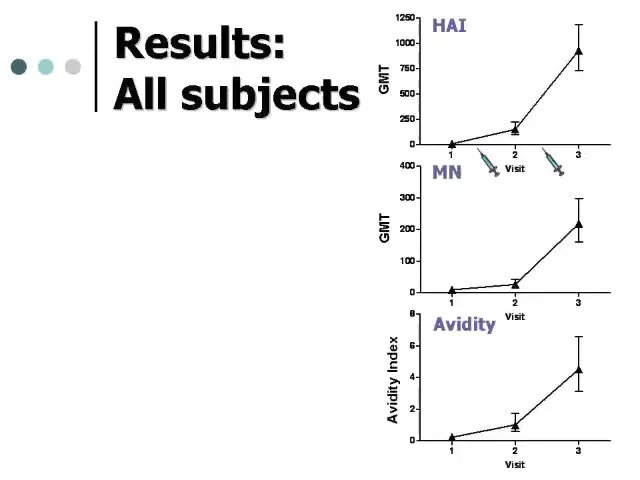 Results:
All subjects
HAI
GMT
1250
1000
750
500
250
0
1
2
3
Visit
MN
GMT
400
300
200
100
0
1
2
3
Visit
Avidity
Avidity Index
8
6
4
2
0
1
2
3
Visit